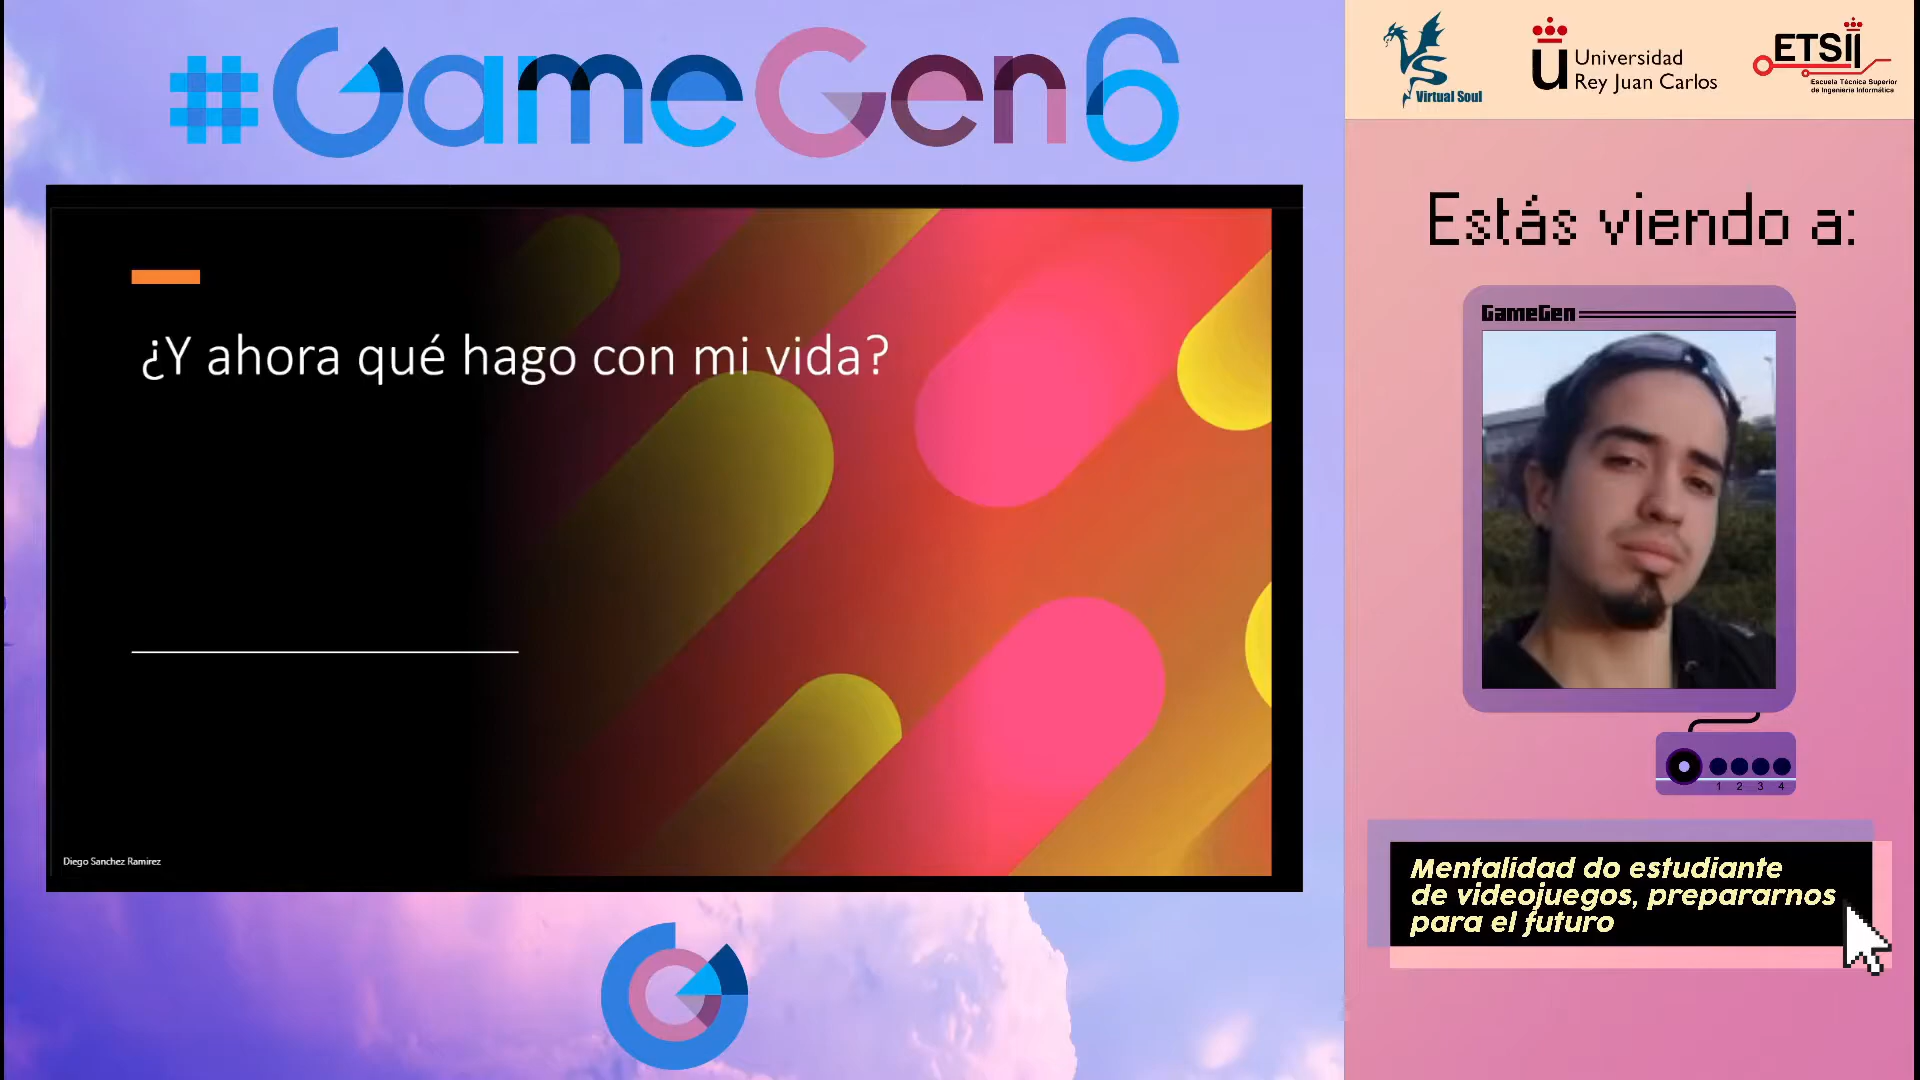 #GameGen6
Virtual Soul
U Universidad
Rey Juan Carlos
ETSII
Escuela Técnica Superior
de Ingeniería Informática
Estás viendo a:
GameGen
¿Y ahora qué hago con mi vida?
1 2 3 4
Diego Sanchez Ramirez
Mentalidad do estudiante
de videojuegos, prepararnos
para el futuro